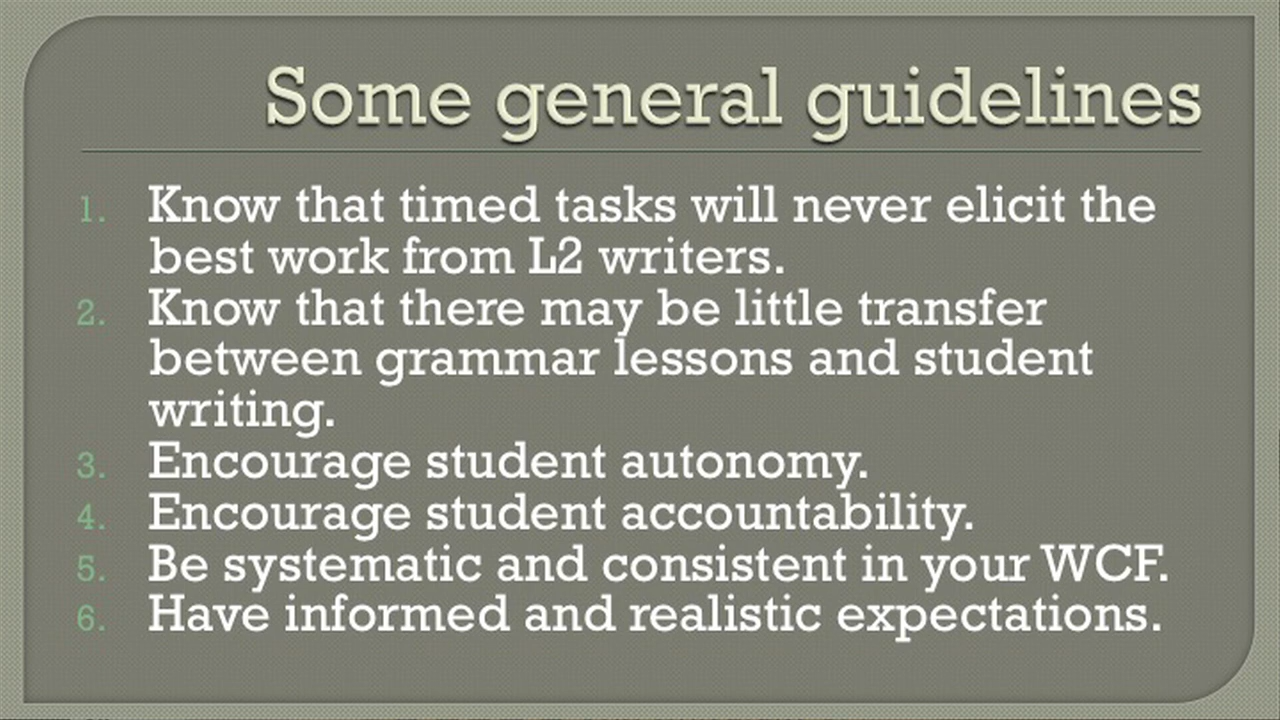 Some general guidelines
1. Know that timed tasks will never elicit the
best work from L2 writers.
2. Know that there may be little transfer
between grammar lessons and student
writing.
3. Encourage student autonomy.
4. Encourage student accountability.
5. Be systematic and consistent in your WCF.
6. Have informed and realistic expectations.